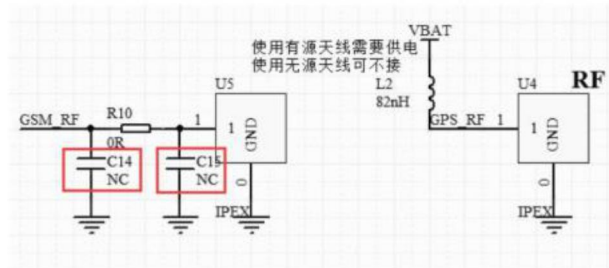 VBAT
使用有源天线需要供电
使用无源天线可不接
U5
L2
82nH
U4
RF
GSM_RF
R10
0R
1
1
GND
GPS_RF
1
1
GND
C14
NC
C15
NC
0
0
IPEX
IPEX